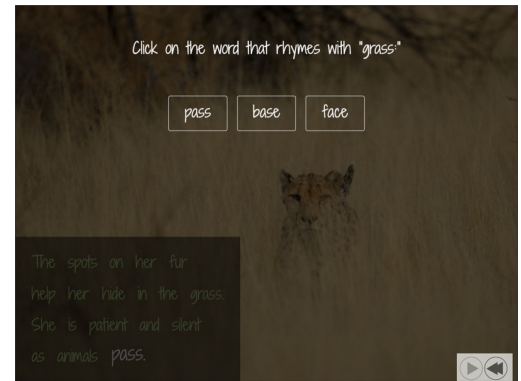 Click on the word that rhymes with "grass:"
pass
base
face
The spots on her fur
help her hide in the grass.
She is patient and silent
as animals pass.